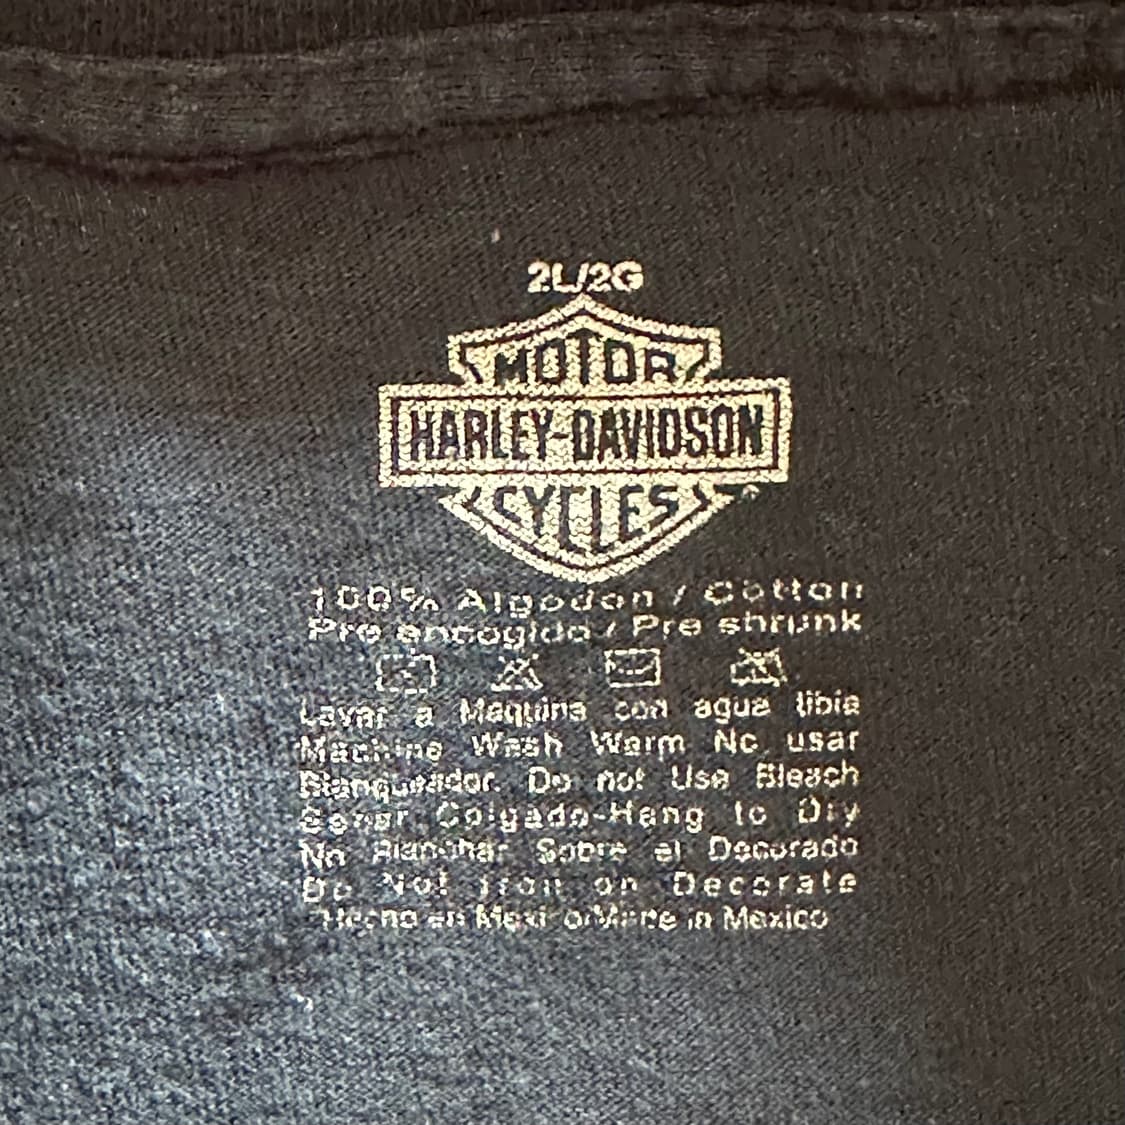 2L/2G
MOTOR
HARLEY-DAVIDSON
CYCLES
100% Algodon / Cotton
Pre encogido / Pre shrunk
Lavar a Maquina con agua tibia
Machine Wash Warm No usar
Blanqueador. Do not Use Bleach
Secar Colgado-Hang to Dry
No Planchar Sobre el Decorado
Do Not Iron on Decorate
Hecho en Mexico/Made in Mexico